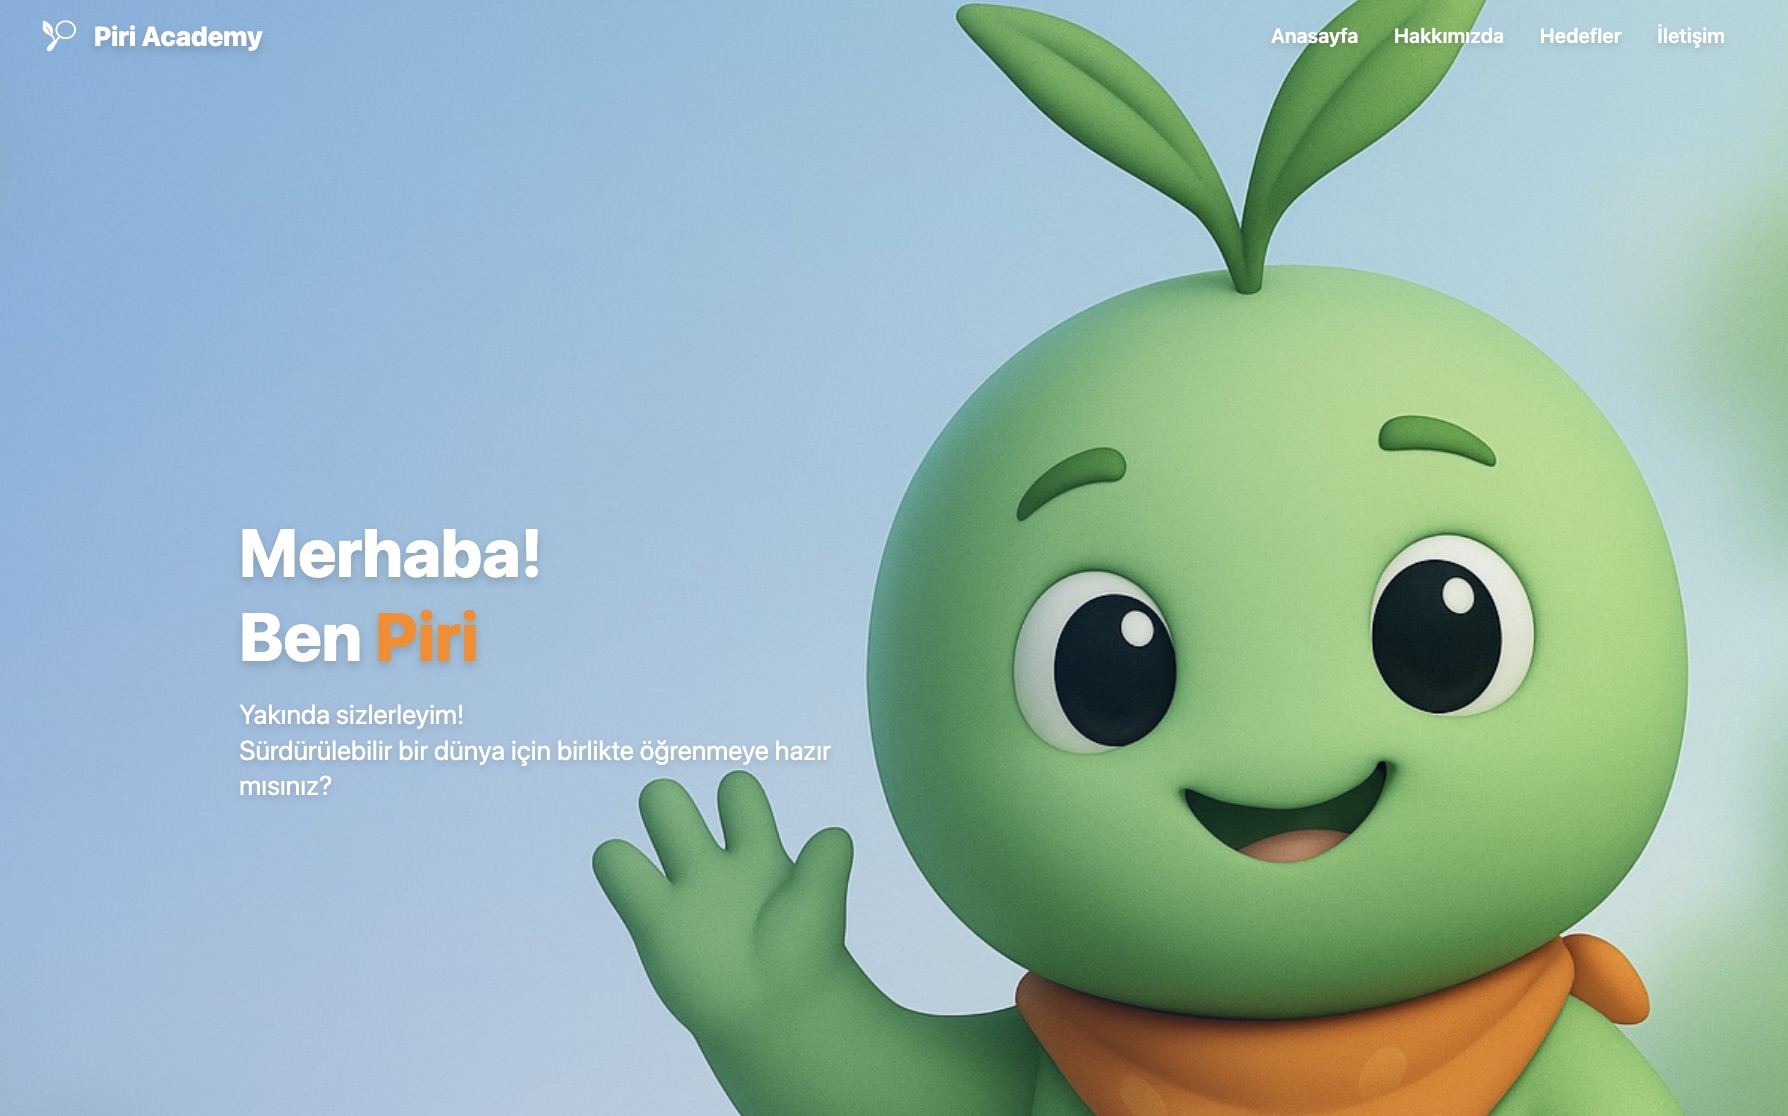 Piri Academy
Anasayfa Hakkımızda Hedefler İletişim
Merhaba!
Ben Piri
Yakında sizlerleyim!
Sürdürülebilir bir dünya için birlikte öğrenmeye hazır
mısınız?